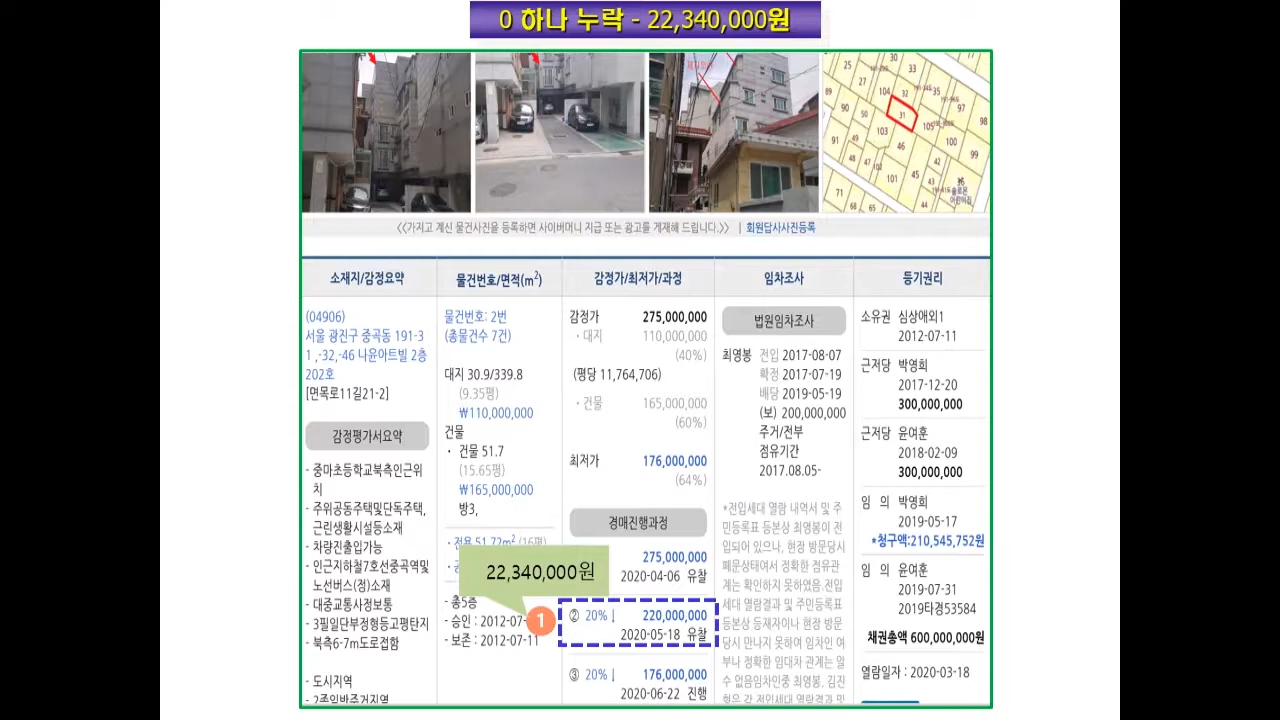 0 하나 누락 - 22,340,000원
<<가지고 계신 물건사진을 등록하면 사이버머니 지급 또는 광고를 게재해 드립니다.>> | 회원답사사진등록
소재지/감정요약
(04906)
서울 광진구 중곡동 191-3
1 ,-32,-46 나윤아트빌 2층
202호
[면목로11길21-2]
감정평가서요약
- 중마초등학교북측인근위
치
- 주위공동주택및단독주택,
근린생활시설등소재
- 차량진출입가능
- 인근지하철7호선중곡역및
노선버스(정)소재
- 대중교통사정보통
- 3필일단부정형등고평탄지
- 북측6-7m도로접함
- 도시지역
- 2종일반주거지역
물건번호/면적(m²)
물건번호: 2번
(총물건수 7건)
대지 30.9/339.8
(9.35평)
₩110,000,000
건물
· 건물 51.7
(15.65평)
₩165,000,000
방3,
· 전용 51.72m² (16평)
22,340,000원
- 총5층
- 승인 : 2012-07-
- 보존 : 2012-07-11
1
감정가/최저가/과정
감정가 275,000,000
· 대지 110,000,000
(40%)
(평당 11,764,706)
· 건물 165,000,000
(60%)
최저가 176,000,000
(64%)
경매진행과정
275,000,000
2020-04-06 유찰
② 20%↓ 220,000,000
2020-05-18 유찰
③ 20%↓ 176,000,000
2020-06-22 진행
임차조사
법원임차조사
최영봉 전입 2017-08-07
확정 2017-07-19
배당 2019-05-19
(보) 200,000,000
주거/전부
점유기간
2017.08.05-
*전입세대 열람 내역서 및 주
민등록표 등본상 최영봉이 전
입되어 있으나, 현장 방문당시
폐문상태여서 정확한 점유관
계는 확인하지 못하였음.전입
세대 열람결과 및 주민등록표
등본상 등재자이나 현장 방문
당시 만나지 못하여 임차인 여
부나 정확한 임대차 관계는 알
수 없음임차인중 최영봉, 김진
형은 각 전입세대 열람결과 및
등기권리
소유권 심상애외1
2012-07-11
근저당 박영희
2017-12-20
300,000,000
근저당 윤여훈
2018-02-09
300,000,000
임 의 박영희
2019-05-17
*청구액:210,545,752원
임 의 윤여훈
2019-07-31
2019타경53584
채권총액 600,000,000원
열람일자 : 2020-03-18